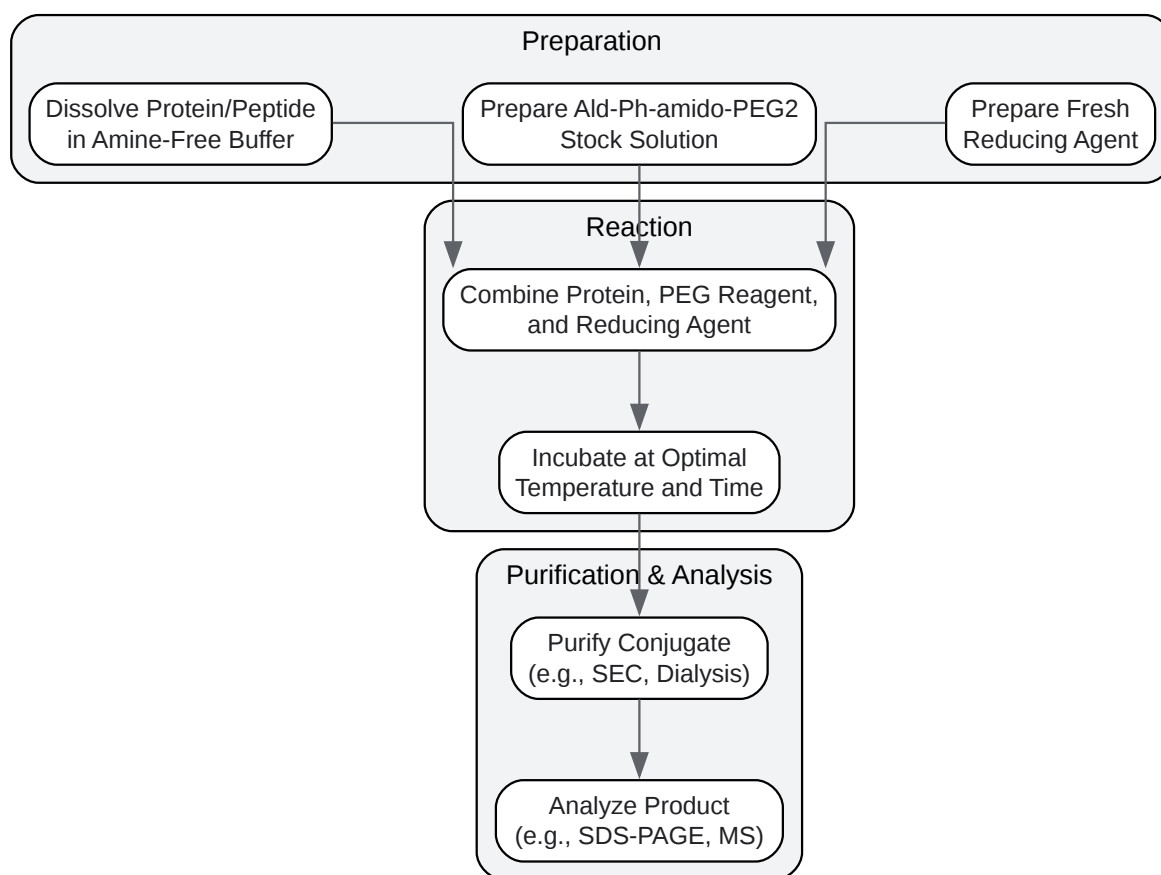 Preparation
Dissolve Protein/Peptide
in Amine-Free Buffer
Prepare Ald-Ph-amido-PEG2
Stock Solution
Prepare Fresh
Reducing Agent
Reaction
Combine Protein, PEG Reagent,
and Reducing Agent
Incubate at Optimal
Temperature and Time
Purification & Analysis
Purify Conjugate
(e.g., SEC, Dialysis)
Analyze Product
(e.g., SDS-PAGE, MS)